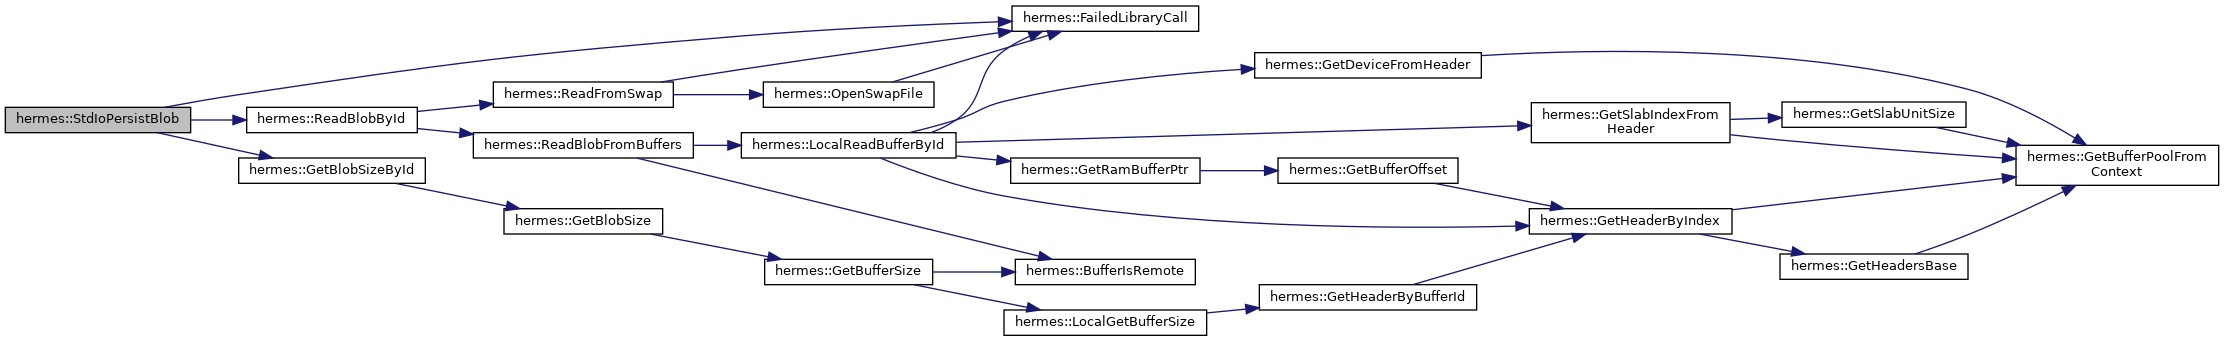 hermes::StdIoPersistBlob
hermes::ReadBlobById
hermes::GetBlobSizeById
hermes::ReadFromSwap
hermes::ReadBlobFromBuffers
hermes::GetBlobSize
hermes::OpenSwapFile
hermes::LocalReadBufferById
hermes::GetBufferSize
hermes::FailedLibraryCall
hermes::GetRamBufferPtr
hermes::BufferIsRemote
hermes::LocalGetBufferSize
hermes::GetDeviceFromHeader
hermes::GetBufferOffset
hermes::GetHeaderByBufferId
hermes::GetSlabIndexFrom
Header
hermes::GetHeaderByIndex
hermes::GetSlabUnitSize
hermes::GetHeadersBase
hermes::GetBufferPoolFrom
Context